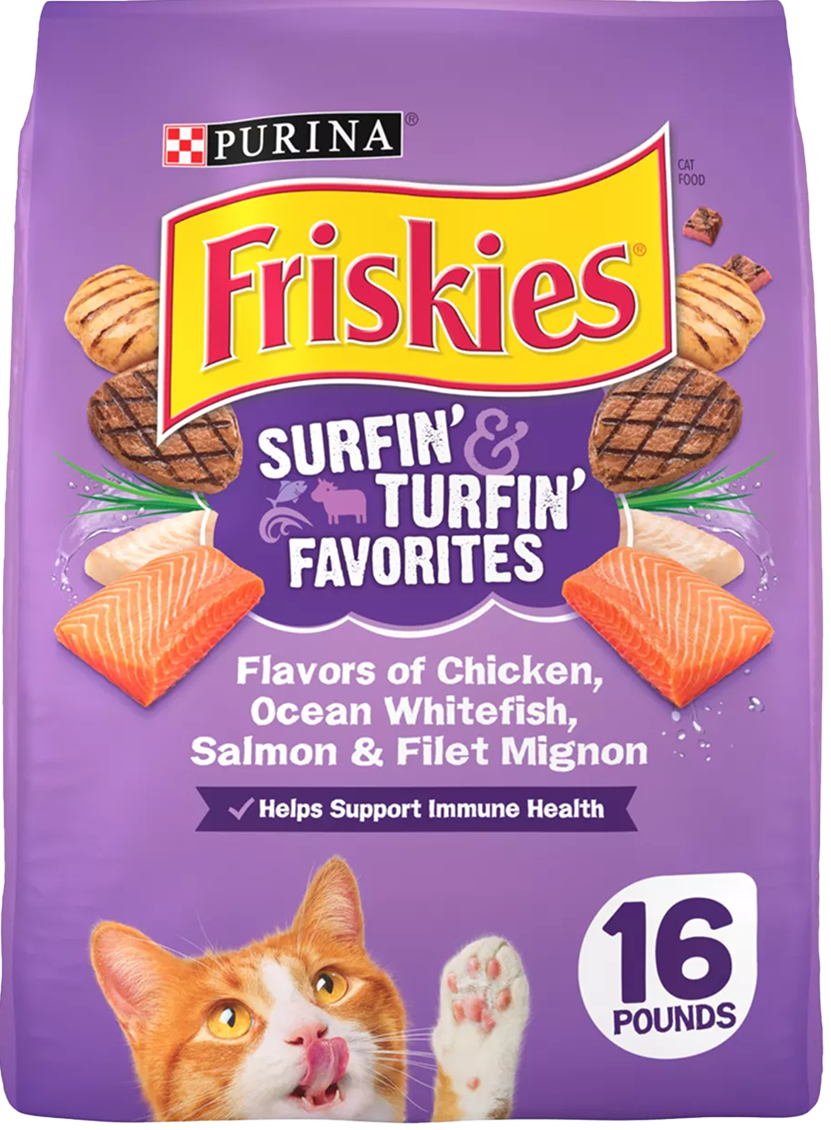 PURINA®
CAT
FOOD
Friskies®
SURFIN' &
TURFIN'
FAVORITES
Flavors of Chicken,
Ocean Whitefish,
Salmon & Filet Mignon
✓Helps Support Immune Health
16
POUNDS